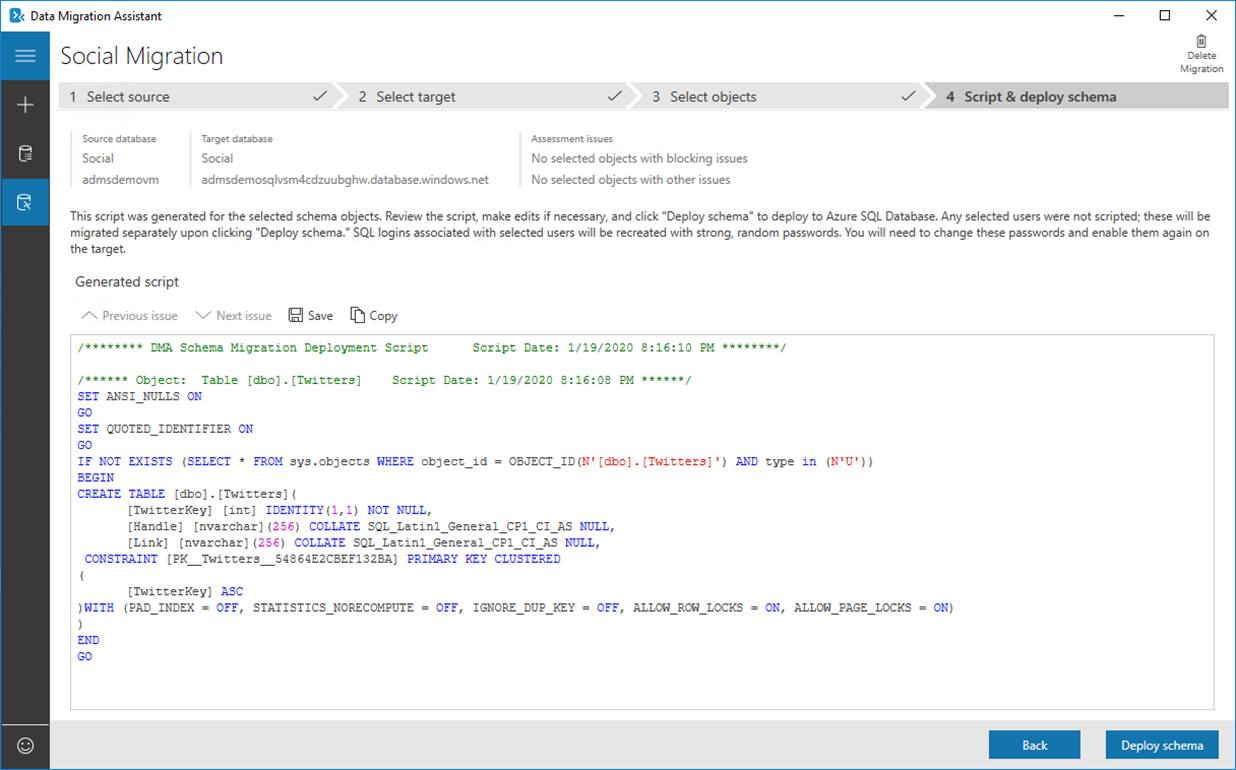 Data Migration Assistant
Social Migration
Delete
Migration
1 Select source
2 Select target
3 Select objects
4 Script & deploy schema
Source database
Social
admsdemovm
Target database
Social
admsdemosqlvsm4cdzuubghw.database.windows.net
Assessment issues
No selected objects with blocking issues
No selected objects with other issues
This script was generated for the selected schema objects. Review the script, make edits if necessary, and click "Deploy schema" to deploy to Azure SQL Database. Any selected users were not scripted; these will be
migrated separately upon clicking "Deploy schema." SQL logins associated with selected users will be recreated with strong, random passwords. You will need to change these passwords and enable them again on
the target.
Generated script
Previous issue Next issue Save Copy
/******** DMA Schema Migration Deployment Script      Script Date: 1/19/2020 8:16:10 PM ********/
/****** Object:  Table [dbo].[Twitters]    Script Date: 1/19/2020 8:16:08 PM ******/
SET ANSI_NULLS ON
GO
SET QUOTED_IDENTIFIER ON
GO
IF NOT EXISTS (SELECT * FROM sys.objects WHERE object_id = OBJECT_ID(N'[dbo].[Twitters]') AND type in (N'U'))
BEGIN
CREATE TABLE [dbo].[Twitters](
[TwitterKey] [int] IDENTITY(1,1) NOT NULL,
[Handle] [nvarchar](256) COLLATE SQL_Latin1_General_CP1_CI_AS NULL,
[Link] [nvarchar](256) COLLATE SQL_Latin1_General_CP1_CI_AS NULL,
CONSTRAINT [PK__Twitters__54864E2CBEF132BA] PRIMARY KEY CLUSTERED
(
[TwitterKey] ASC
)WITH (PAD_INDEX = OFF, STATISTICS_NORECOMPUTE = OFF, IGNORE_DUP_KEY = OFF, ALLOW_ROW_LOCKS = ON, ALLOW_PAGE_LOCKS = ON)
)
END
GO
Back
Deploy schema